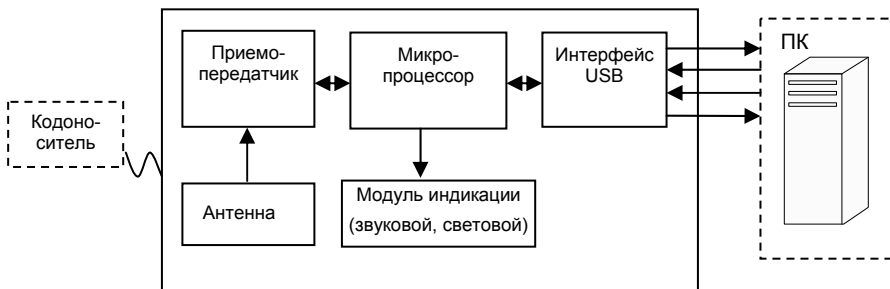 Приемо-
передатчик
Микро-
процессор
Интерфейс
USB
ПК
Кодоно-
ситель
Антенна
Модуль индикации
(звуковой, световой)